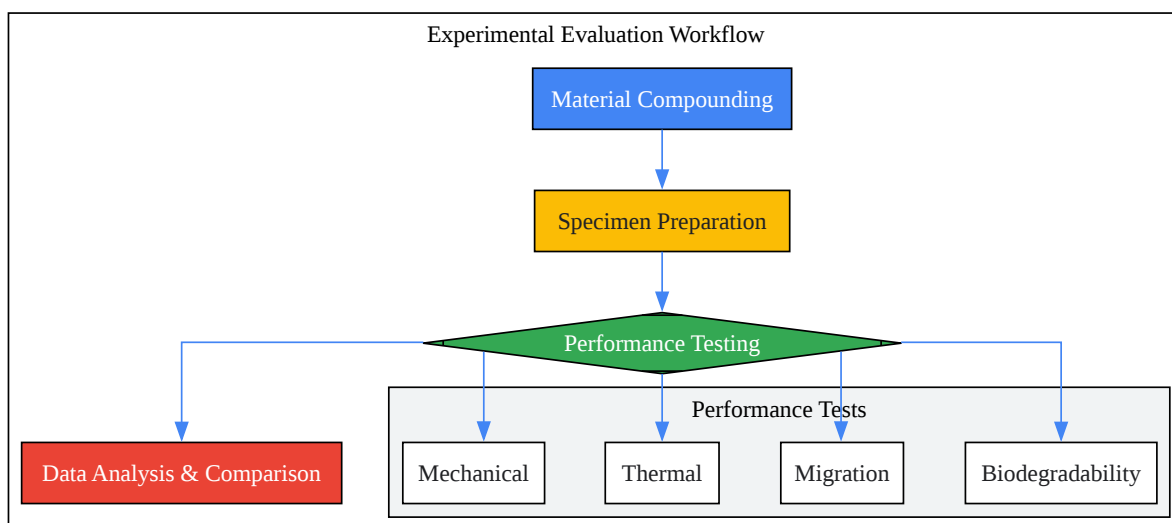 Experimental Evaluation Workflow
Material Compounding
Specimen Preparation
Performance Testing
Performance Tests
Data Analysis & Comparison
Mechanical
Thermal
Migration
Biodegradability